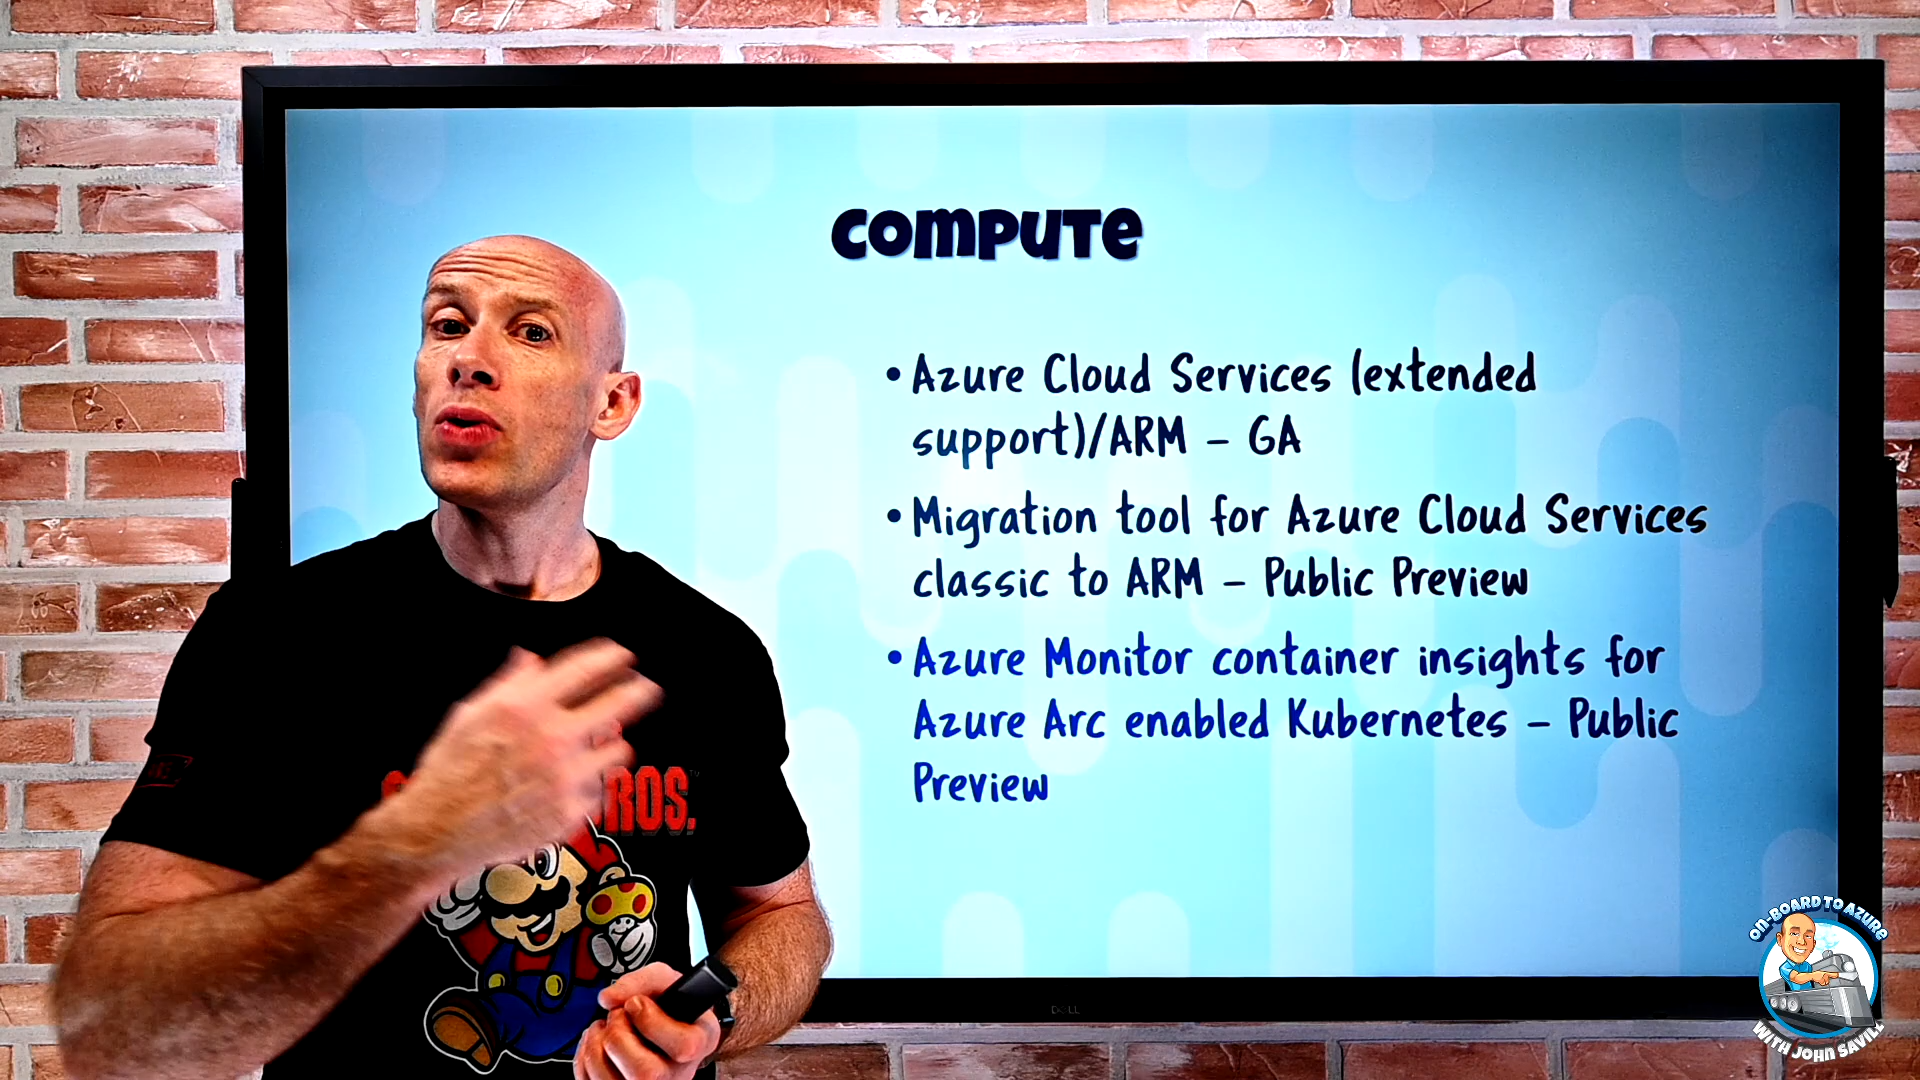 COMPUTE
• Azure Cloud Services (extended
support)/ARM – GA
• Migration tool for Azure Cloud Services
classic to ARM – Public Preview
• Azure Monitor container insights for
Azure Arc enabled Kubernetes – Public
Preview
ROS.
DELL
ON-BOARD TO AZURE
WITH JOHN SAVILL